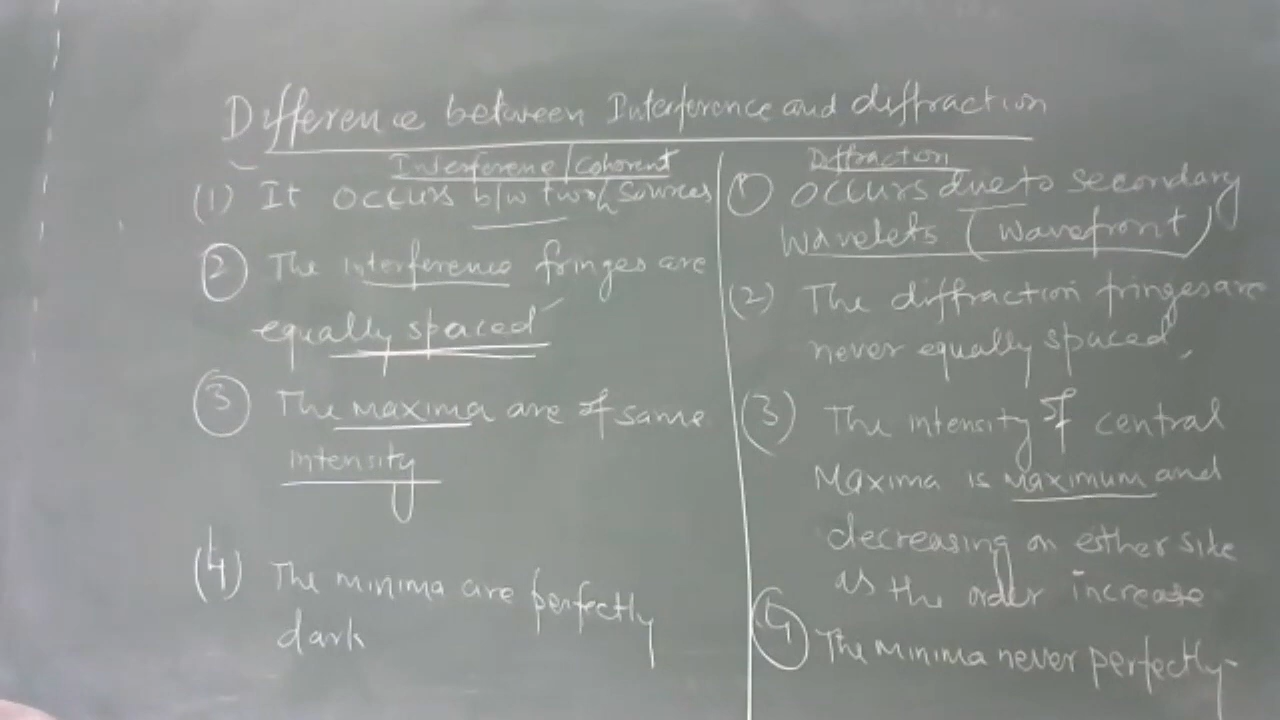 Difference between Interference and diffraction
Interference / Coherent
(1) It occurs b/w two sources
② The interference fringes are
equally spaced
③ The maxima are of same
intensity
(4) The minima are perfectly
dark
Diffraction
① occurs due to secondary
wavelets (wavefront)
(2) The diffraction fringes are
never equally spaced,
(3) The intensity of central
Maxima is maximum and
decreasing on either side
as the order increase
④ The minima never perfectly